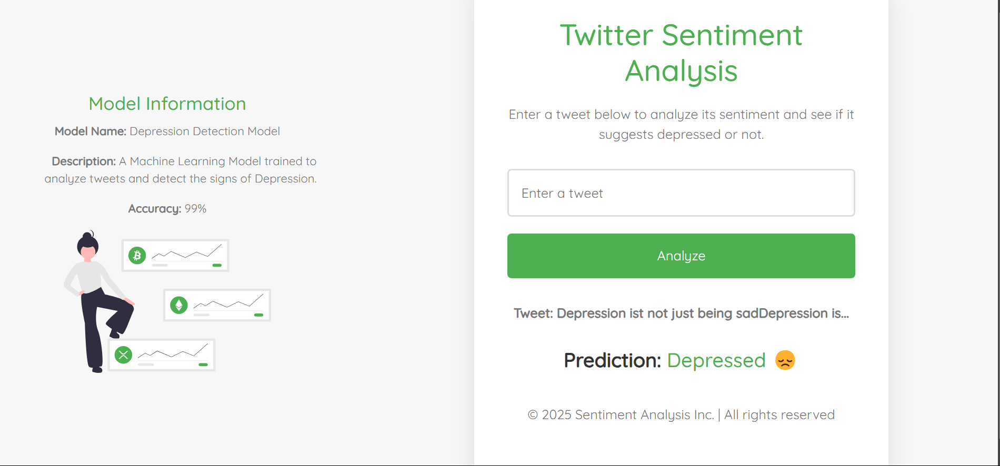 Model Information
Model Name: Depression Detection Model
Description: A Machine Learning Model trained to
analyze tweets and detect the signs of Depression.
Accuracy: 99%
Twitter Sentiment
Analysis
Enter a tweet below to analyze its sentiment and see if it
suggests depressed or not.
Enter a tweet
Analyze
Tweet: Depression ist not just being sadDepression is...
Prediction: Depressed 😞
© 2025 Sentiment Analysis Inc. | All rights reserved